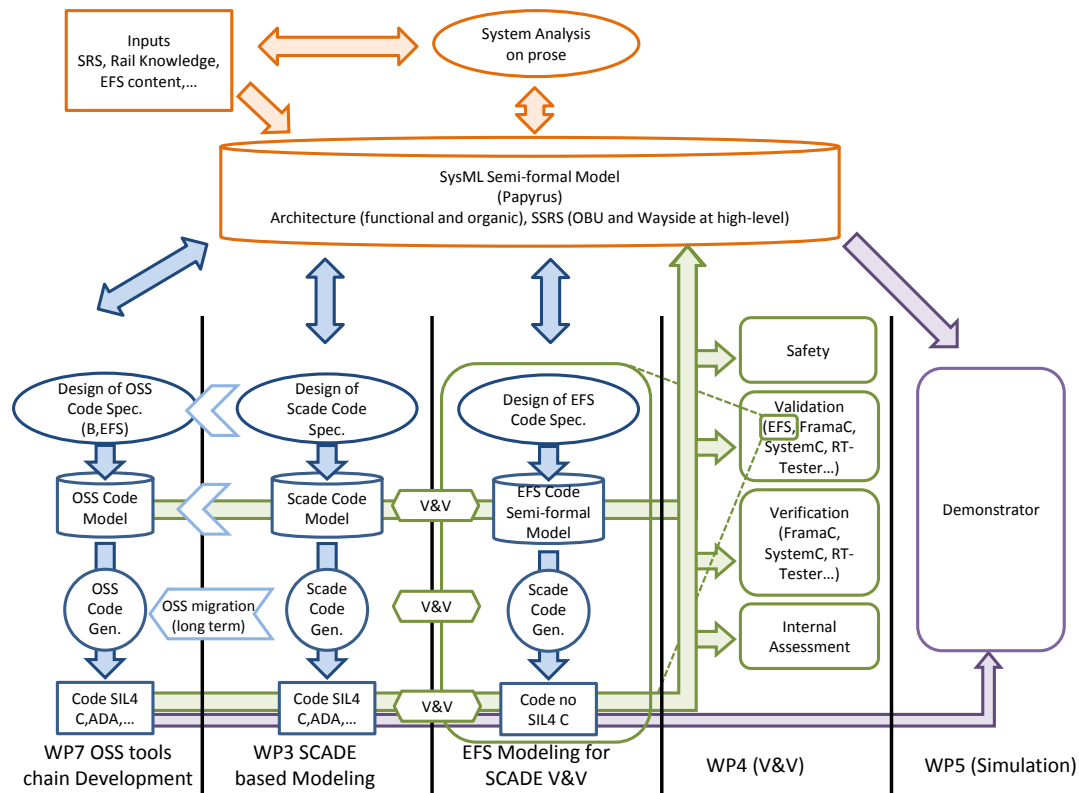 Inputs
SRS, Rail Knowledge,
EFS content,…
System Analysis
on prose
SysML Semi-formal Model
(Papyrus)
Architecture (functional and organic), SSRS (OBU and Wayside at high-level)
Design of OSS
Code Spec.
(B,EFS)
Design of
Scade Code
Spec.
Design of EFS
Code Spec.
Safety
Validation
(EFS, FramaC,
SystemC, RT-
Tester…)
OSS Code
Model
Scade Code
Model
V&V
EFS Code
Semi-formal
Model
Verification
(FramaC,
SystemC, RT-
Tester…)
Demonstrator
OSS
Code
Gen.
OSS migration
(long term)
Scade
Code
Gen.
V&V
Scade
Code
Gen.
Internal
Assessment
Code SIL4
C,ADA,…
Code SIL4
C,ADA,…
V&V
Code no
SIL4 C
WP7 OSS tools
chain Development
WP3 SCADE
based Modeling
EFS Modeling for
SCADE V&V
WP4 (V&V)
WP5 (Simulation)